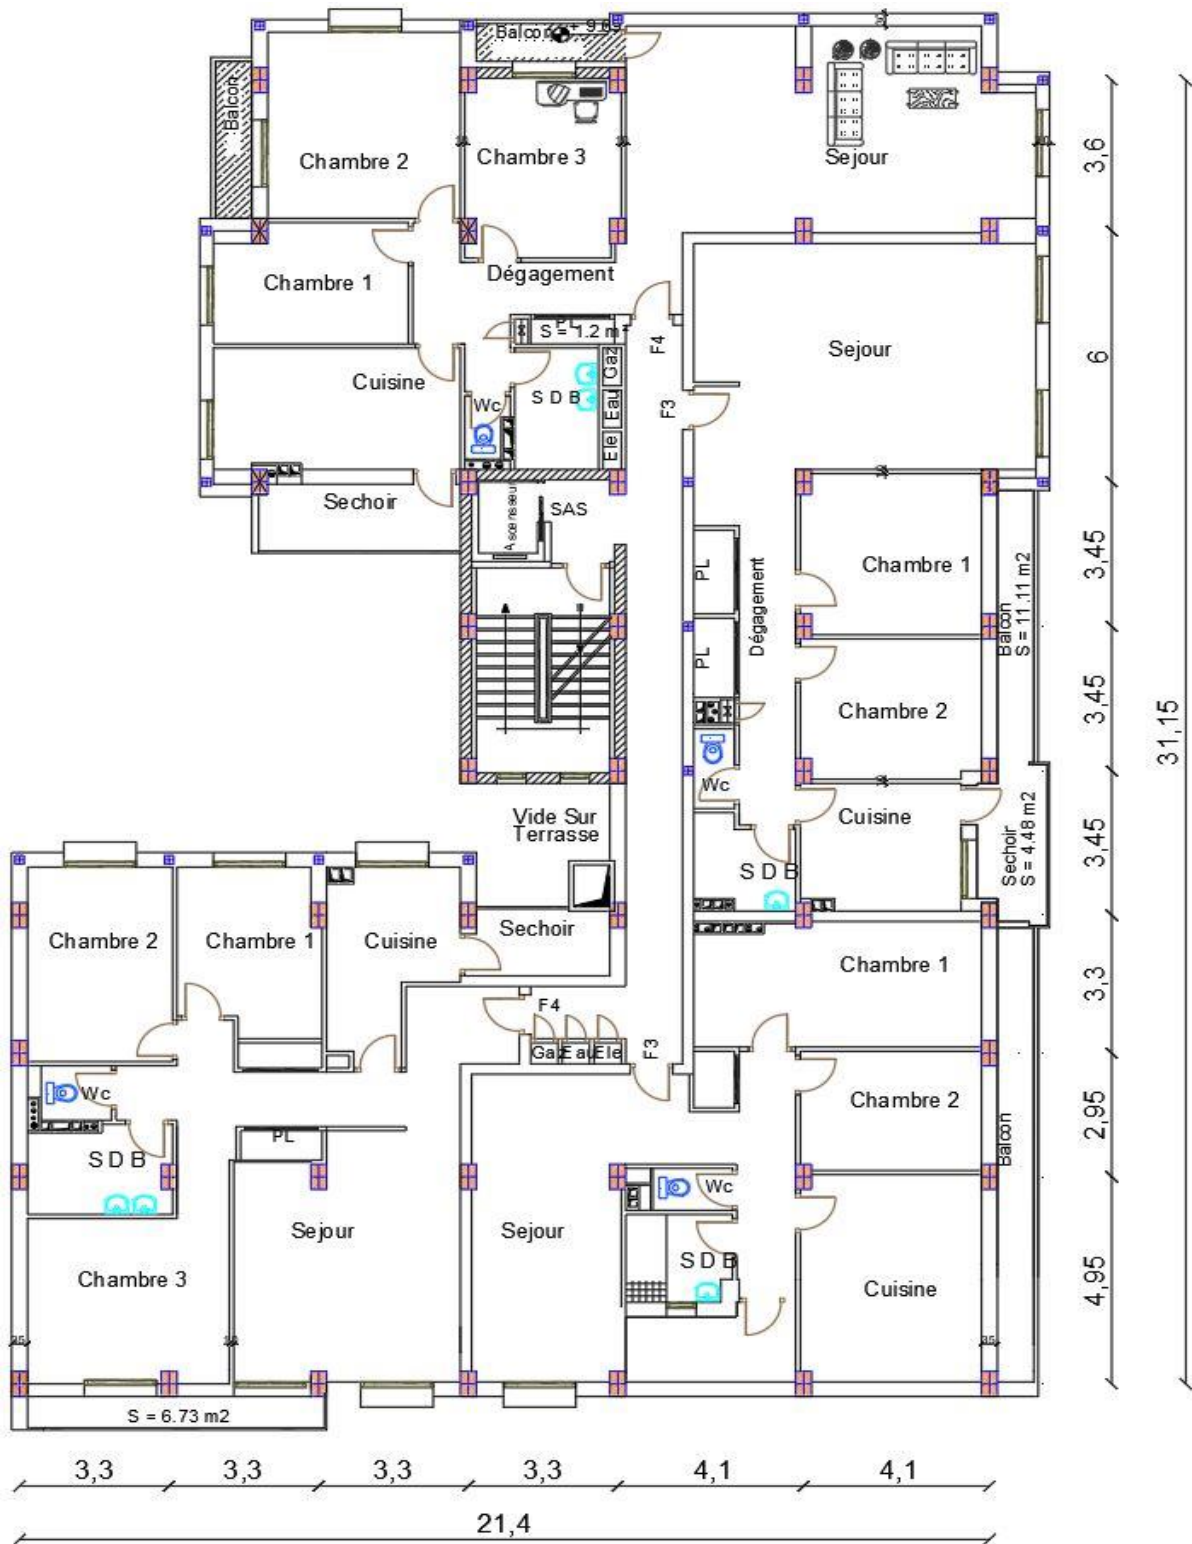 Balcon
+ 9.69
Balcon
Chambre 2
Chambre 3
Sejour
3,6
Chambre 1
Dégagement
PL
S = 1.2 m²
F4
Sejour
6
Cuisine
Wc
S D B
Gaz
Eau
Ele
F3
Sechoir
Ascenseur
SAS
PL
Dégagement
Chambre 1
Balcon
S = 11.11 m2
3,45
PL
Chambre 2
3,45
31,15
Wc
Vide Sur
Terrasse
Cuisine
S D B
Sechoir
S = 4.48 m2
3,45
Chambre 2
Chambre 1
Cuisine
Sechoir
Chambre 1
3,3
F4
Gaz
Eau
Ele
F3
Wc
Chambre 2
2,95
Balcon
PL
S D B
Wc
Sejour
Sejour
S D B
Chambre 3
Cuisine
4,95
35
35
S = 6.73 m2
3,3
3,3
3,3
3,3
4,1
4,1
21,4